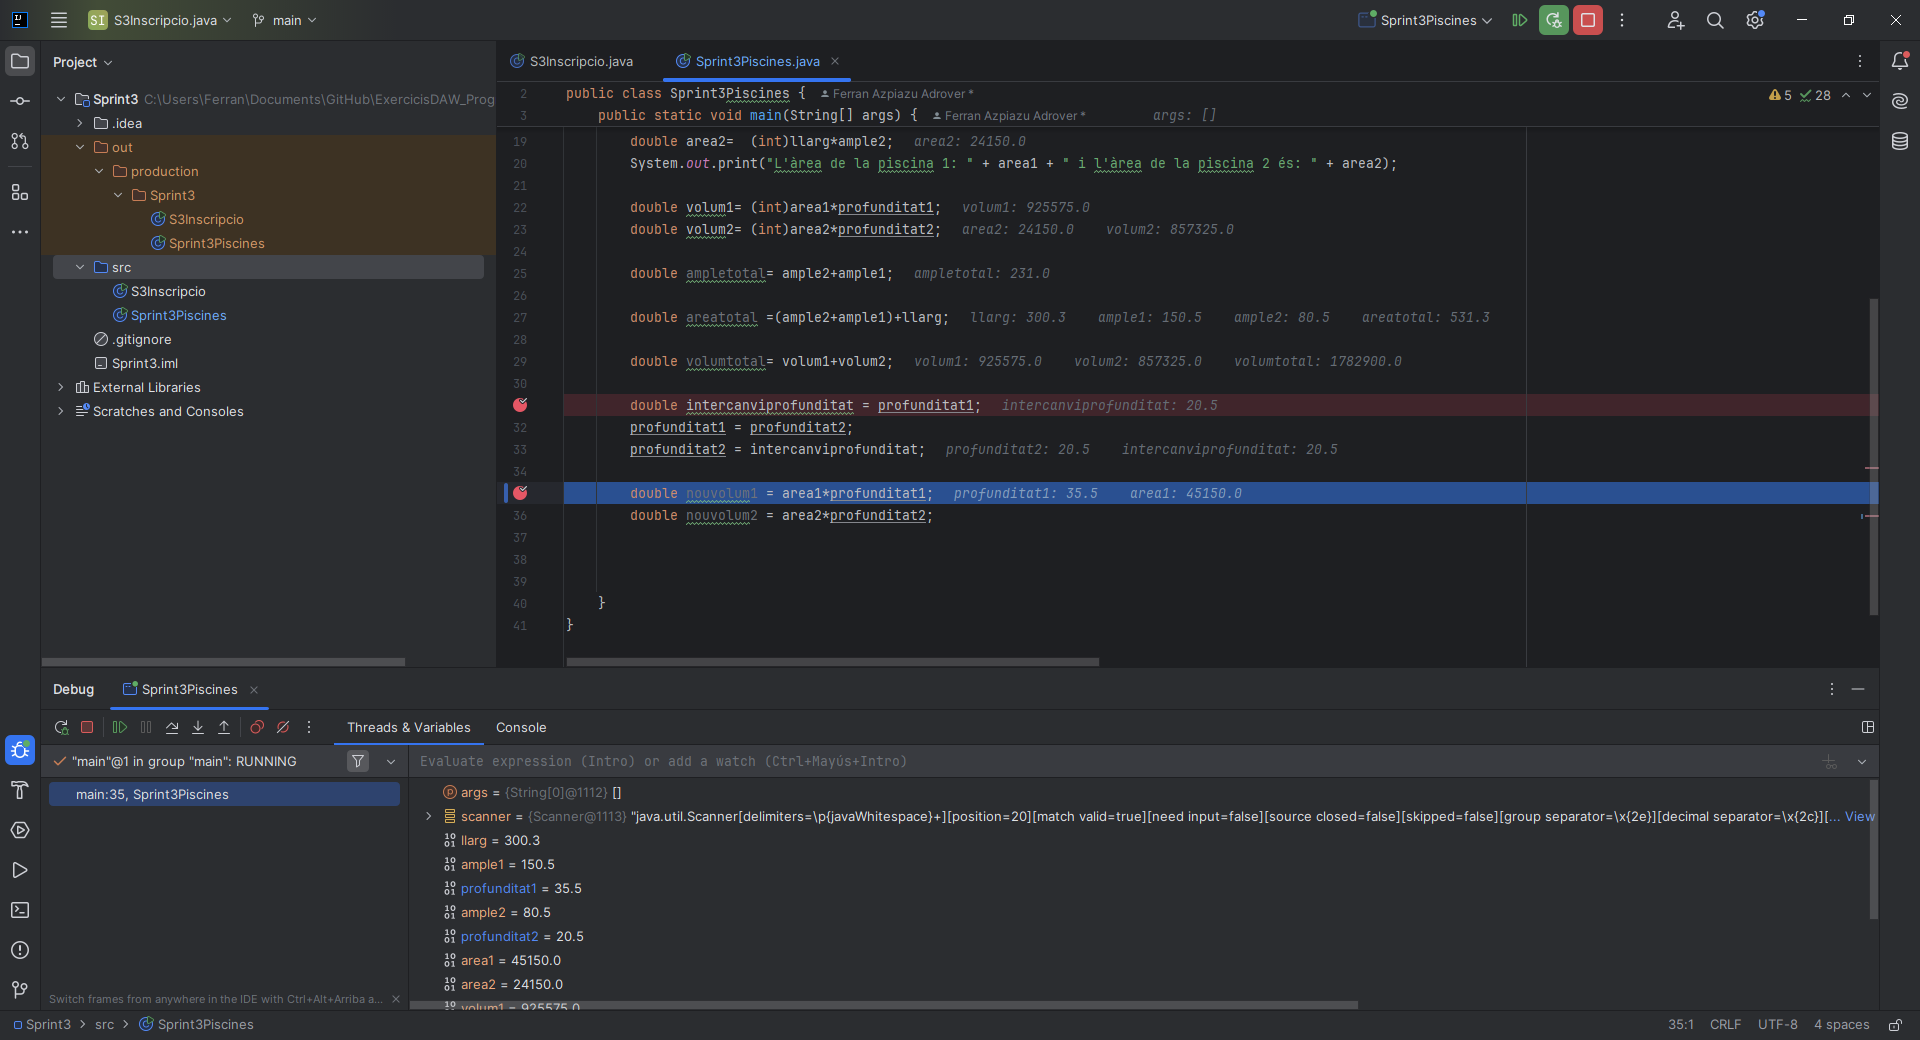 SI S3Inscripcio.java main Sprint3Piscines
Project
S3Inscripcio.java Sprint3Piscines.java
Sprint3 C:\Users\Ferran\Documents\GitHub\ExercicisDAW_Prog
.idea
out
production
Sprint3
S3Inscripcio
Sprint3Piscines
src
S3Inscripcio
Sprint3Piscines
.gitignore
Sprint3.iml
External Libraries
Scratches and Consoles
5 28
2 public class Sprint3Piscines { Ferran Azpiazu Adrover *
3 public static void main(String[] args) { Ferran Azpiazu Adrover * args: []
19 double area2= (int)llarg*ample2; area2: 24150.0
20 System.out.print("L'àrea de la piscina 1: " + area1 + " i l'àrea de la piscina 2 és: " + area2);
21
22 double volum1= (int)area1*profunditat1; volum1: 925575.0
23 double volum2= (int)area2*profunditat2; area2: 24150.0 volum2: 857325.0
24
25 double ampletotal= ample2+ample1; ampletotal: 231.0
26
27 double areatotal =(ample2+ample1)+llarg; llarg: 300.3 ample1: 150.5 ample2: 80.5 areatotal: 531.3
28
29 double volumtotal= volum1+volum2; volum1: 925575.0 volum2: 857325.0 volumtotal: 1782900.0
30
double intercanviprofunditat = profunditat1; intercanviprofunditat: 20.5
32 profunditat1 = profunditat2;
33 profunditat2 = intercanviprofunditat; profunditat2: 20.5 intercanviprofunditat: 20.5
34
double nouvolum1 = area1*profunditat1; profunditat1: 35.5 area1: 45150.0
36 double nouvolum2 = area2*profunditat2;
37
38
39
40 }
41 }
Debug Sprint3Piscines
Threads & Variables Console
"main"@1 in group "main": RUNNING
Evaluate expression (Intro) or add a watch (Ctrl+Mayús+Intro)
main:35, Sprint3Piscines
args = {String[0]@1112} []
scanner = {Scanner@1113} "java.util.Scanner[delimiters=\p{javaWhitespace}+][position=20][match valid=true][need input=false][source closed=false][skipped=false][group separator=\x{2e}][decimal separator=\x{2c}][... View
llarg = 300.3
ample1 = 150.5
profunditat1 = 35.5
ample2 = 80.5
profunditat2 = 20.5
area1 = 45150.0
area2 = 24150.0
volum1 = 925575.0
Switch frames from anywhere in the IDE with Ctrl+Alt+Arriba a...
Sprint3 src Sprint3Piscines
35:1 CRLF UTF-8 4 spaces